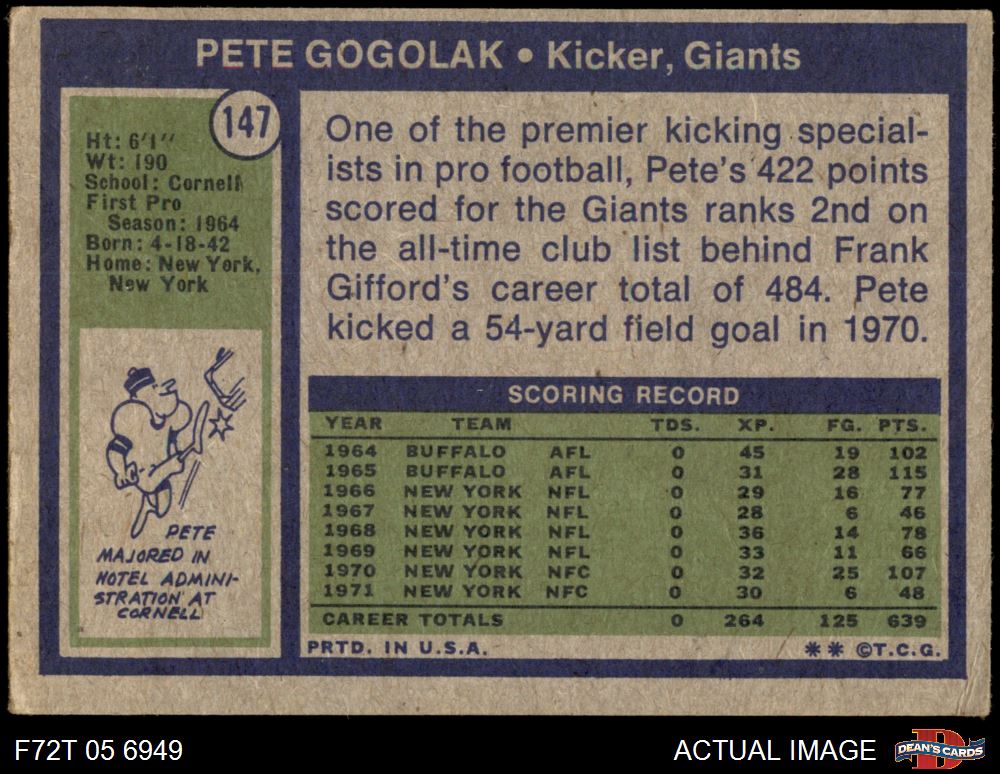 PETE GOGOLAK • Kicker, Giants
147
Ht: 6'1"
Wt: 190
School: Cornell
First Pro
Season: 1964
Born: 4-18-42
Home: New York,
New York
PETE
MAJORED IN
HOTEL ADMINI-
STRATION AT
CORNELL
One of the premier kicking special-
ists in pro football, Pete's 422 points
scored for the Giants ranks 2nd on
the all-time club list behind Frank
Gifford's career total of 484. Pete
kicked a 54-yard field goal in 1970.
SCORING RECORD
YEAR TEAM TDS. XP. FG. PTS.
1964 BUFFALO AFL 0 45 19 102
1965 BUFFALO AFL 0 31 28 115
1966 NEW YORK NFL 0 29 16 77
1967 NEW YORK NFL 0 28 6 46
1968 NEW YORK NFL 0 36 14 78
1969 NEW YORK NFL 0 33 11 66
1970 NEW YORK NFC 0 32 25 107
1971 NEW YORK NFC 0 30 6 48
CAREER TOTALS 0 264 125 639
PRTD. IN U.S.A. ** ©T.C.G.
F72T 05 6949 ACTUAL IMAGE DEAN'S CARDS